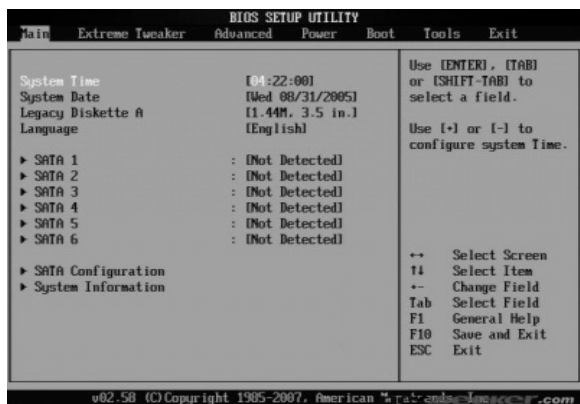 BIOS SETUP UTILITY
Main Extreme Tweaker Advanced Power Boot Tools Exit
System Time [04:22:00]
System Date [Wed 08/31/2005]
Legacy Diskette A [1.44M, 3.5 in.]
Language [English]
▶ SATA 1 : [Not Detected]
▶ SATA 2 : [Not Detected]
▶ SATA 3 : [Not Detected]
▶ SATA 4 : [Not Detected]
▶ SATA 5 : [Not Detected]
▶ SATA 6 : [Not Detected]
▶ SATA Configuration
▶ System Information
Use [ENTER], [TAB]
or [SHIFT-TAB] to
select a field.
Use [+] or [-] to
configure system Time.
↔ Select Screen
↑↓ Select Item
+- Change Field
Tab Select Field
F1 General Help
F10 Save and Exit
ESC Exit
v02.58 (C)Copyright 1985-2007, American
.com